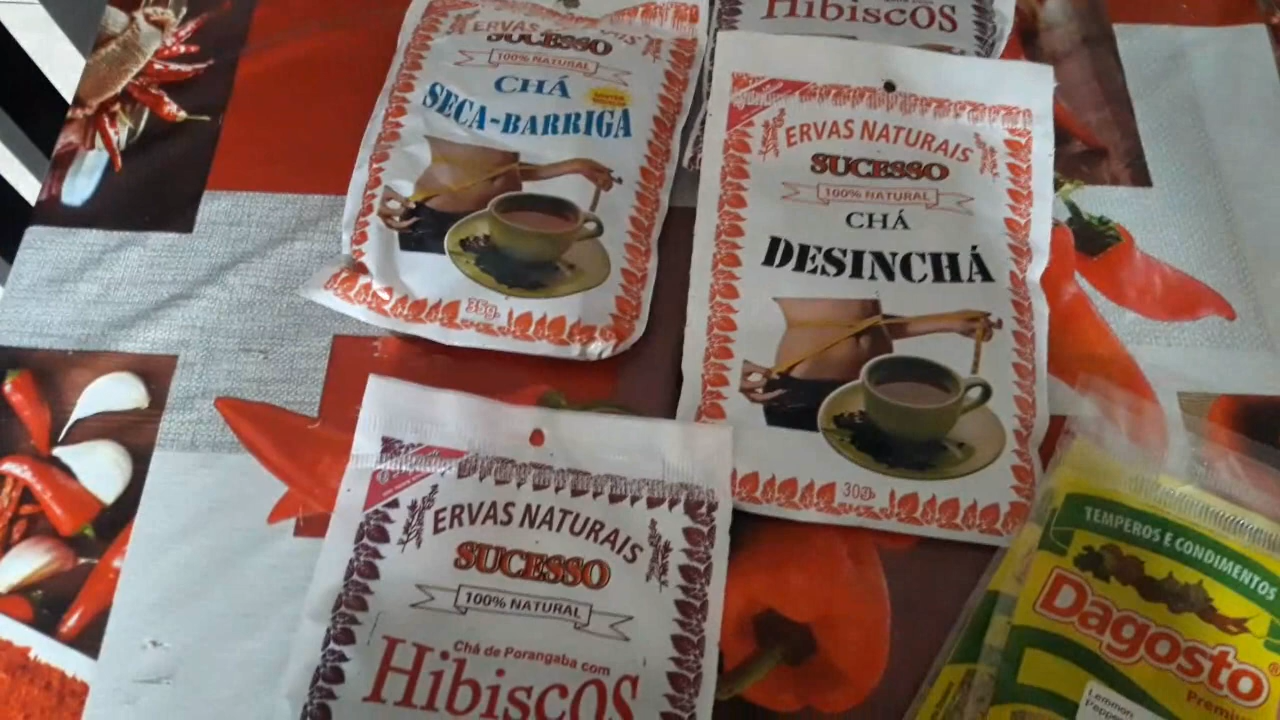 ERVAS NATURAIS
SUCESSO
100% NATURAL
CHÁ
SECA-BARRIGA
35g.
HibiscOS
ERVAS NATURAIS
SUCESSO
100% NATURAL
CHÁ
DESINCHÁ
30g.
ERVAS NATURAIS
SUCESSO
100% NATURAL
Chá de Porangaba com
HibiscOS
TEMPEROS E CONDIMENTOS
Dagosto®
Lemmon